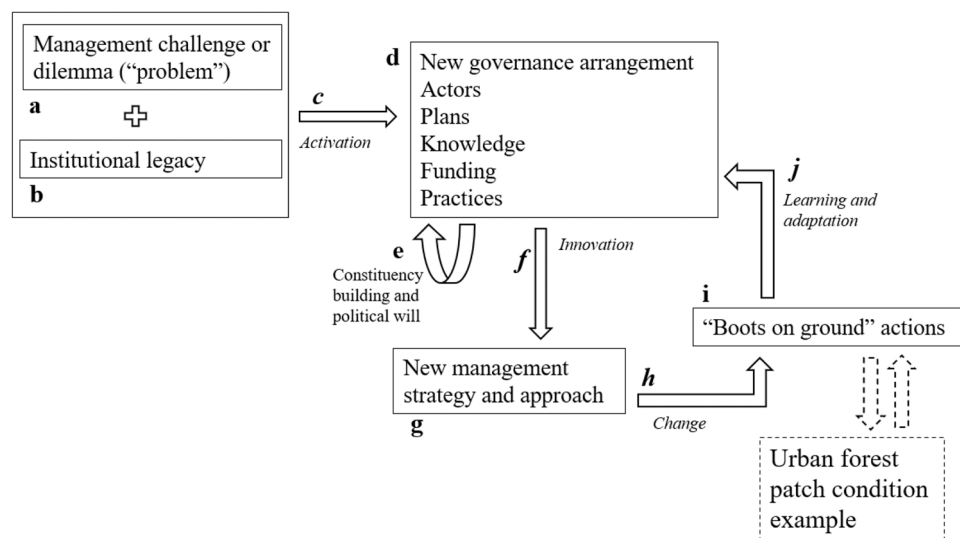 Management challenge or
dilemma (“problem”)
a
Institutional legacy
b
c
Activation
d
New governance arrangement
Actors
Plans
Knowledge
Funding
Practices
e
Constituency
building and
political will
f
Innovation
New management
strategy and approach
g
h
Change
i
“Boots on ground” actions
j
Learning and
adaptation
Urban forest
patch condition
example